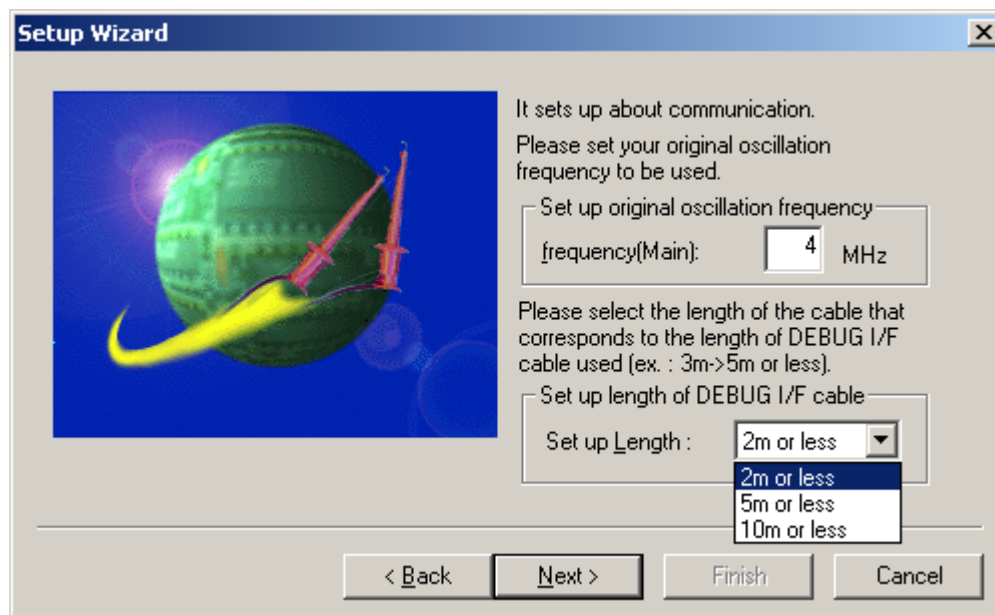 Setup Wizard
It sets up about communication.
Please set your original oscillation
frequency to be used.
Set up original oscillation frequency
frequency(Main): 4 MHz
Please select the length of the cable that
corresponds to the length of DEBUG I/F
cable used (ex. : 3m->5m or less).
Set up length of DEBUG I/F cable
Set up Length : 2m or less
2m or less
5m or less
10m or less
< Back Next > Finish Cancel